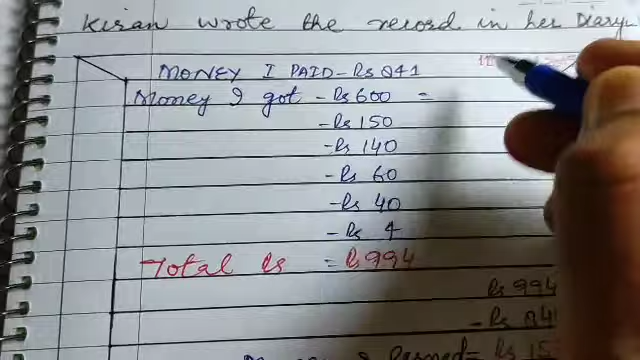 Kiran wrote the record in her Diary.
MONEY I PAID - Rs 841
Money I got - Rs 600 =
- Rs 150
- Rs 140
- Rs 60
- Rs 40
- Rs 4
Total Rs = Rs 994
Rs 994
- Rs 841